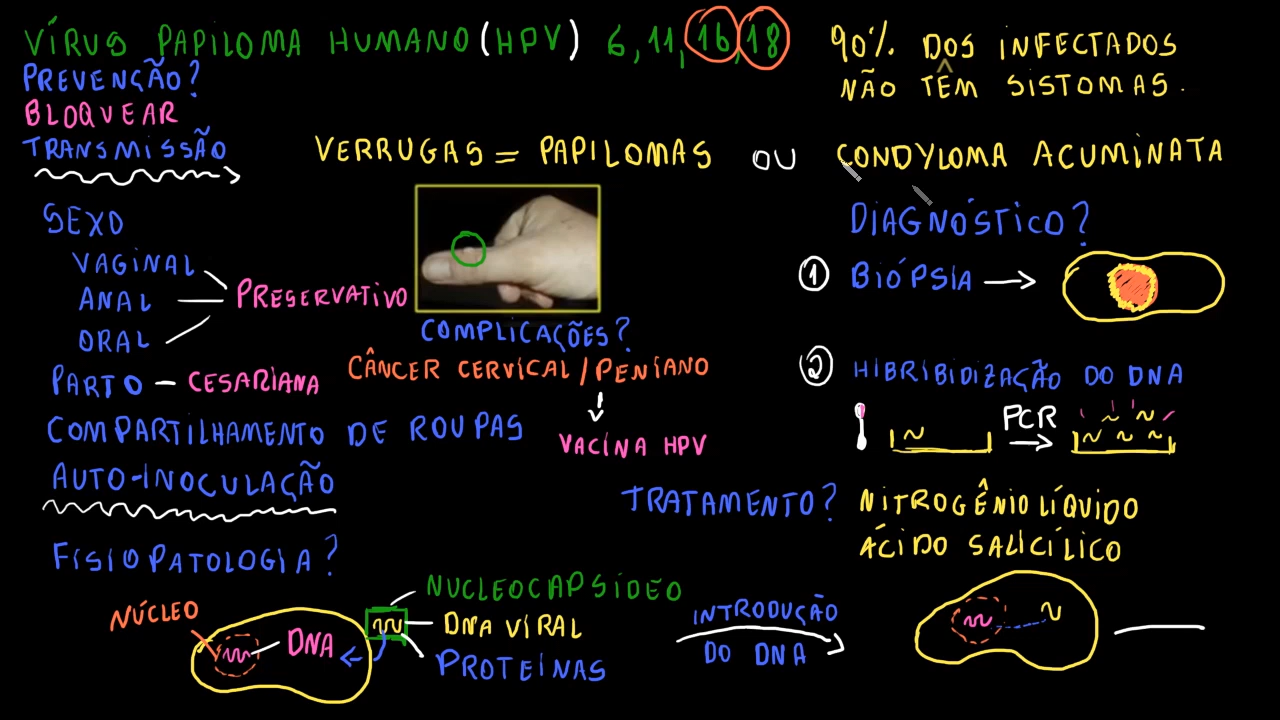 VÍRUS PAPILOMA HUMANO (HPV) 6, 11, 16, 18
90% DOS INFECTADOS
NÃO TÊM SISTOMAS.
PREVENÇÃO?
BLOQUEAR
TRANSMISSÃO
VERRUGAS = PAPILOMAS OU CONDYLOMA ACUMINATA
SEXO
VAGINAL
ANAL
ORAL
PRESERVATIVO
PARTO - CESARIANA
COMPARTILHAMENTO DE ROUPAS
AUTO-INOCULAÇÃO
COMPLICAÇÕES?
CÂNCER CERVICAL / PENIANO
VACINA HPV
DIAGNÓSTICO?
1 BIÓPSIA
2 HIBRIBIDIZAÇÃO DO DNA
PCR
TRATAMENTO? NITROGÊNIO LÍQUIDO
ÁCIDO SALICÍLICO
FISIOPATOLOGIA?
NÚCLEO
DNA
NUCLEOCAPSÍDEO
DNA VIRAL
PROTEÍNAS
INTRODUÇÃO
DO DNA